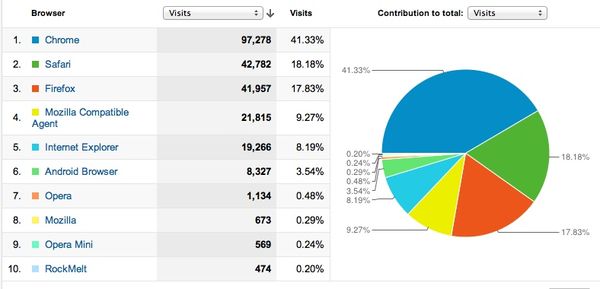 Browser Visits Visits Contribution to total: Visits
1. Chrome 97,278 41.33%
2. Safari 42,782 18.18%
3. Firefox 41,957 17.83%
4. Mozilla Compatible
Agent 21,815 9.27%
5. Internet Explorer 19,266 8.19%
6. Android Browser 8,327 3.54%
7. Opera 1,134 0.48%
8. Mozilla 673 0.29%
9. Opera Mini 569 0.24%
10. RockMelt 474 0.20%
41.33%
0.20%
0.24%
0.29%
0.48%
3.54%
8.19%
9.27%
18.18%
17.83%